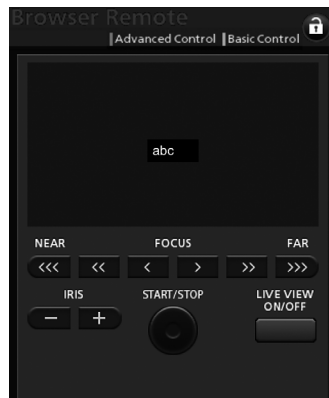 Browser Remote
Advanced Control Basic Control
abc
NEAR FOCUS FAR
<<< << < > >> >>>
IRIS START/STOP LIVE VIEW
ON/OFF
− +